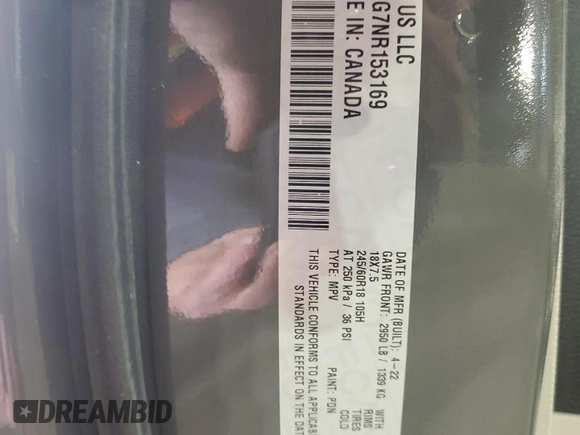 US LLC
G7NR153169
E IN: CANADA
DATE OF MFR (BUILT): 4-22
GAWR FRONT: 2950 LB / 1339 KG WITH
18X7.5 RIMS
245/60R18 105H TIRES
AT 250 kPa / 36 PSI COLD
TYPE: MPV PAINT: PDN
THIS VEHICLE CONFORMS TO ALL APPLICABL
STANDARDS IN EFFECT ON THE DAT
DREAMBID